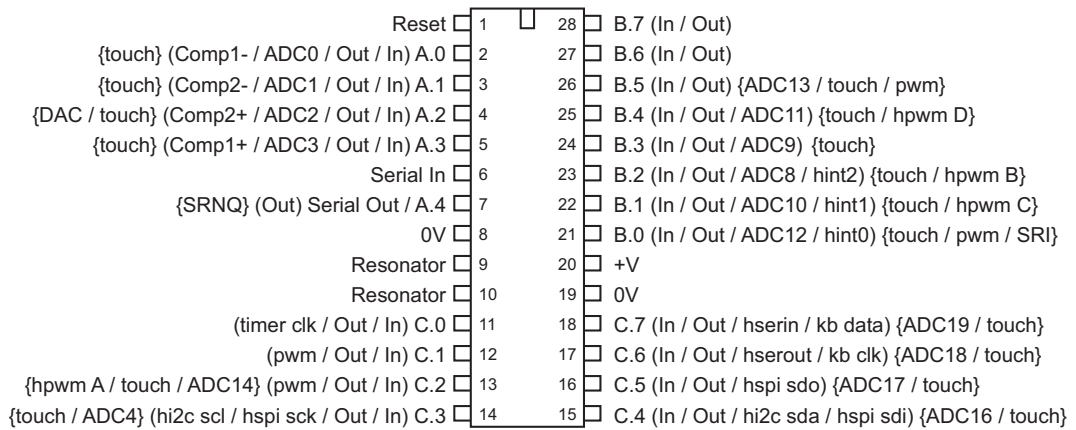 Reset 1 28 B.7 (In / Out)
{touch} (Comp1- / ADC0 / Out / In) A.0 2 27 B.6 (In / Out)
{touch} (Comp2- / ADC1 / Out / In) A.1 3 26 B.5 (In / Out) {ADC13 / touch / pwm}
{DAC / touch} (Comp2+ / ADC2 / Out / In) A.2 4 25 B.4 (In / Out / ADC11) {touch / hpwm D}
{touch} (Comp1+ / ADC3 / Out / In) A.3 5 24 B.3 (In / Out / ADC9) {touch}
Serial In 6 23 B.2 (In / Out / ADC8 / hint2) {touch / hpwm B}
{SRNQ} (Out) Serial Out / A.4 7 22 B.1 (In / Out / ADC10 / hint1) {touch / hpwm C}
0V 8 21 B.0 (In / Out / ADC12 / hint0) {touch / pwm / SRI}
Resonator 9 20 +V
Resonator 10 19 0V
(timer clk / Out / In) C.0 11 18 C.7 (In / Out / hserin / kb data) {ADC19 / touch}
(pwm / Out / In) C.1 12 17 C.6 (In / Out / hserout / kb clk) {ADC18 / touch}
{hpwm A / touch / ADC14} (pwm / Out / In) C.2 13 16 C.5 (In / Out / hspi sdo) {ADC17 / touch}
{touch / ADC4} (hi2c scl / hspi sck / Out / In) C.3 14 15 C.4 (In / Out / hi2c sda / hspi sdi) {ADC16 / touch}